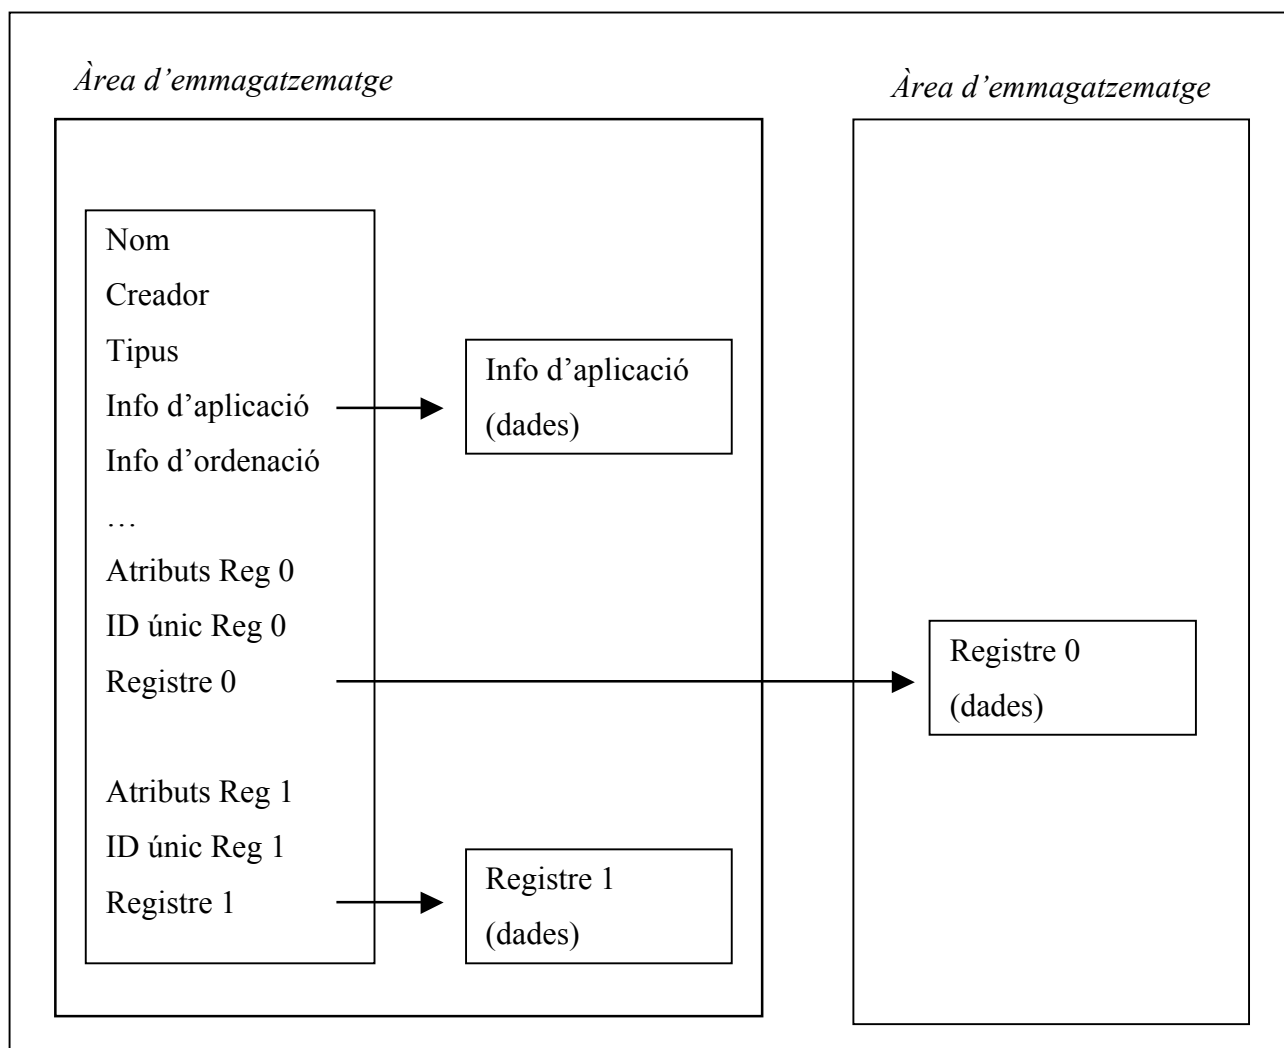 Àrea d’emmagatzematge
Àrea d’emmagatzematge
Nom
Creador
Tipus
Info d’aplicació
Info d’ordenació
…
Atributs Reg 0
ID únic Reg 0
Registre 0
Atributs Reg 1
ID únic Reg 1
Registre 1
Info d’aplicació
(dades)
Registre 1
(dades)
Registre 0
(dades)